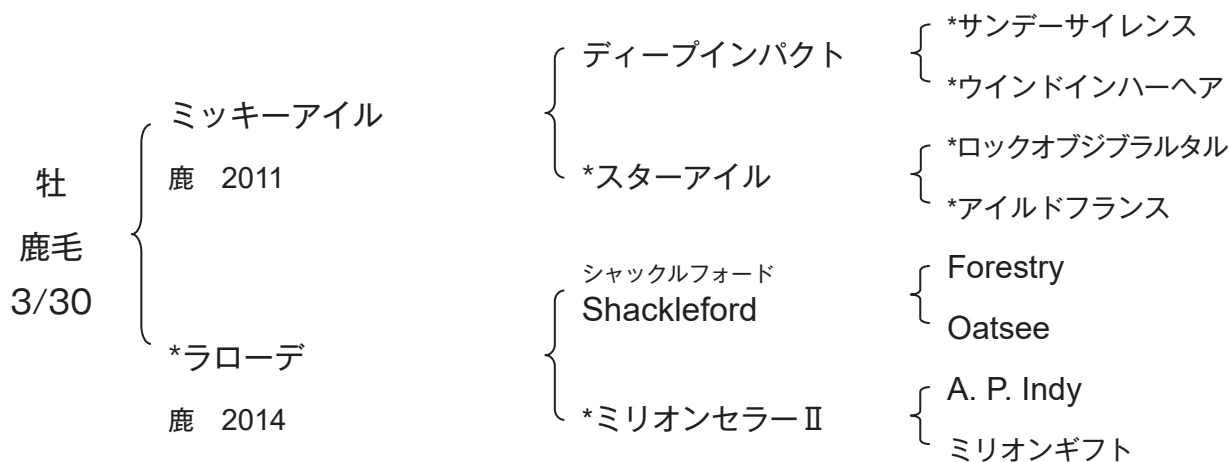 牡
鹿毛
3/30
ミッキーアイル
鹿 2011
*ラローデ
鹿 2014
ディープインパクト
*スターアイル
シャックルフォード
Shackleford
*ミリオンセラーⅡ
*サンデーサイレンス
*ウインドインハーヘア
*ロックオブジブラルタル
*アイルドフランス
Forestry
Oatsee
A. P. Indy
ミリオンギフト